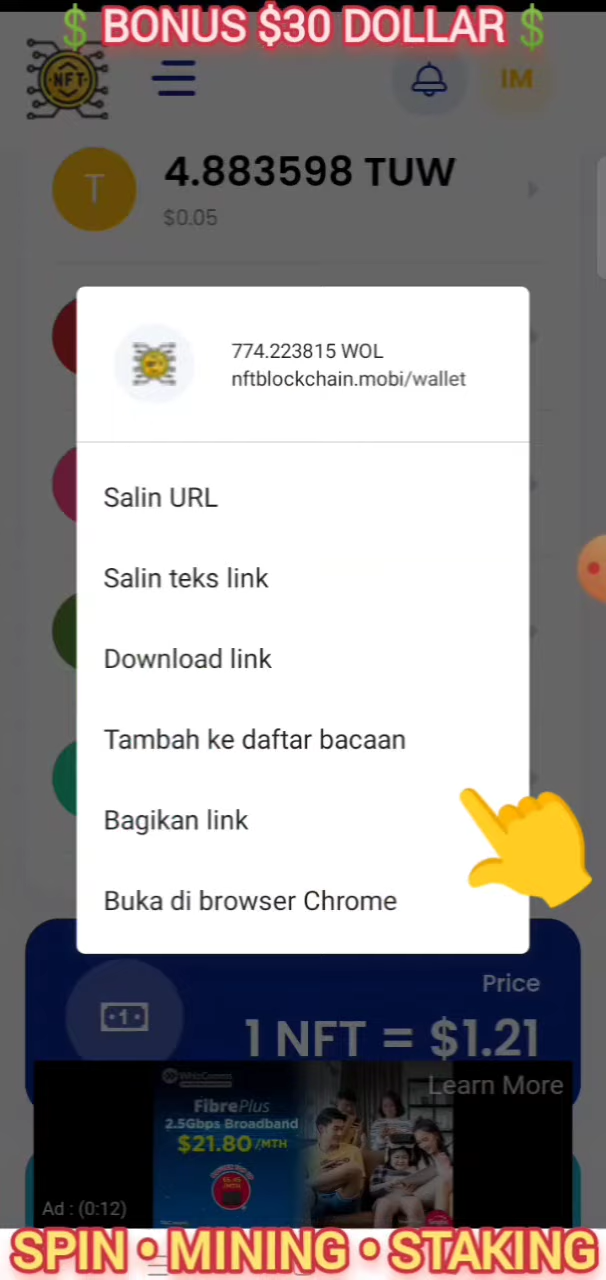 $ BONUS $30 DOLLAR $
NFT
IM
T
4.883598 TUW
$0.05
774.223815 WOL
nftblockchain.mobi/wallet
Salin URL
Salin teks link
Download link
Tambah ke daftar bacaan
Bagikan link
Buka di browser Chrome
Price
1
1 NFT = $1.21
Learn More
WhizComms
FibrePlus
2.5Gbps Broadband
$21.80/MTH
Ad : (0:12)
SPIN • MINING • STAKING